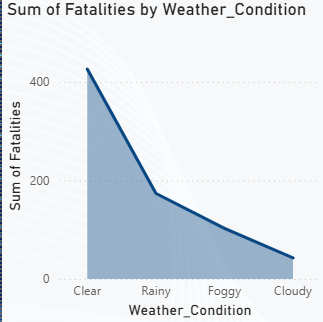 Sum of Fatalities by Weather_Condition
Sum of Fatalities
400
200
0
Clear Rainy Foggy Cloudy
Weather_Condition